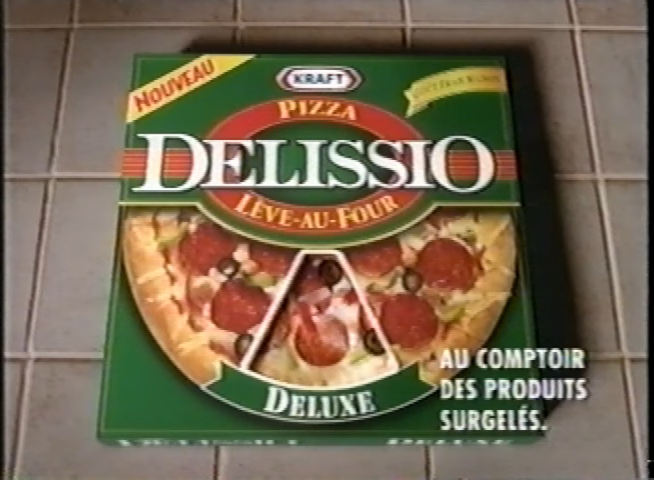 NOUVEAU
KRAFT
PIZZA
DELISSIO
LÈVE-AU-FOUR
DELUXE
AU COMPTOIR
DES PRODUITS
SURGELÉS.